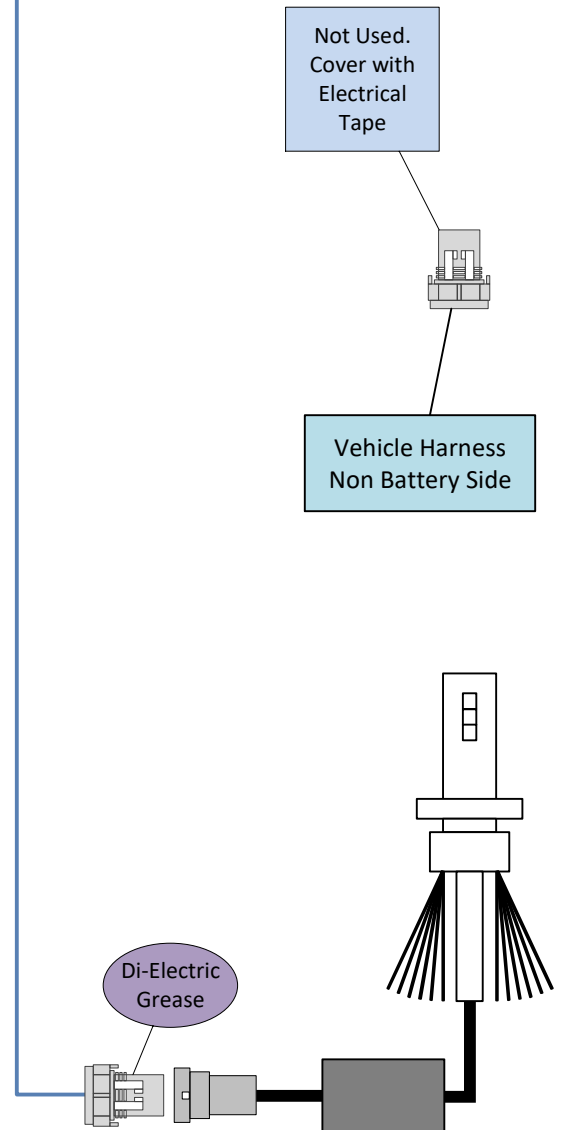 Not Used.
Cover with
Electrical
Tape
Vehicle Harness
Non Battery Side
Di-Electric
Grease